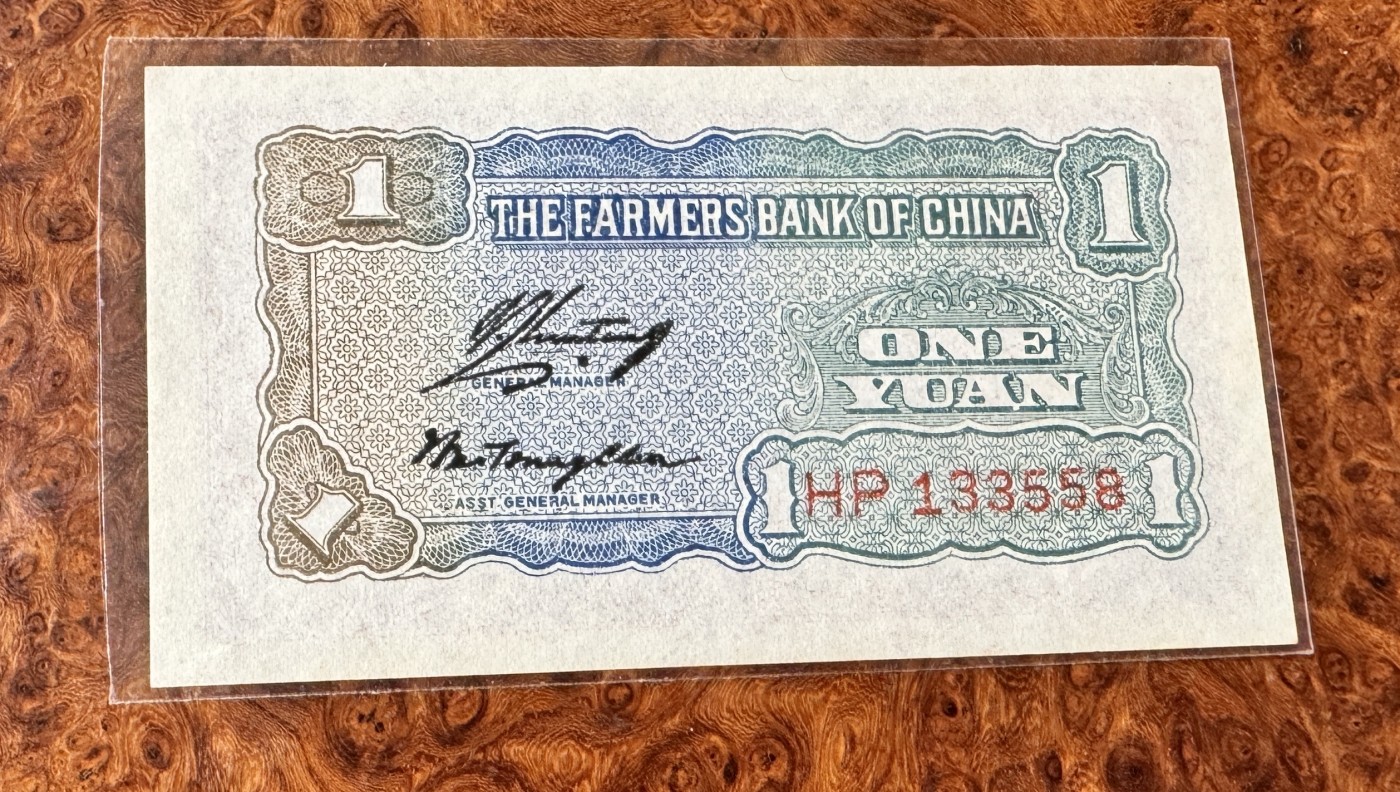 1
THE FARMERS BANK OF CHINA
1
GENERAL MANAGER
ASST GENERAL MANAGER
ONE
YUAN
1 HP 133558 1